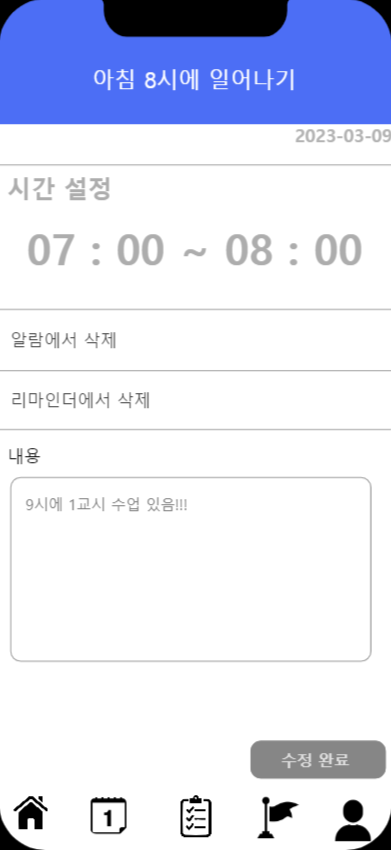 아침 8시에 일어나기
2023-03-09
시간 설정
07 : 00 ~ 08 : 00
알람에서 삭제
리마인더에서 삭제
내용
9시에 1교시 수업 있음!!!
수정 완료
1